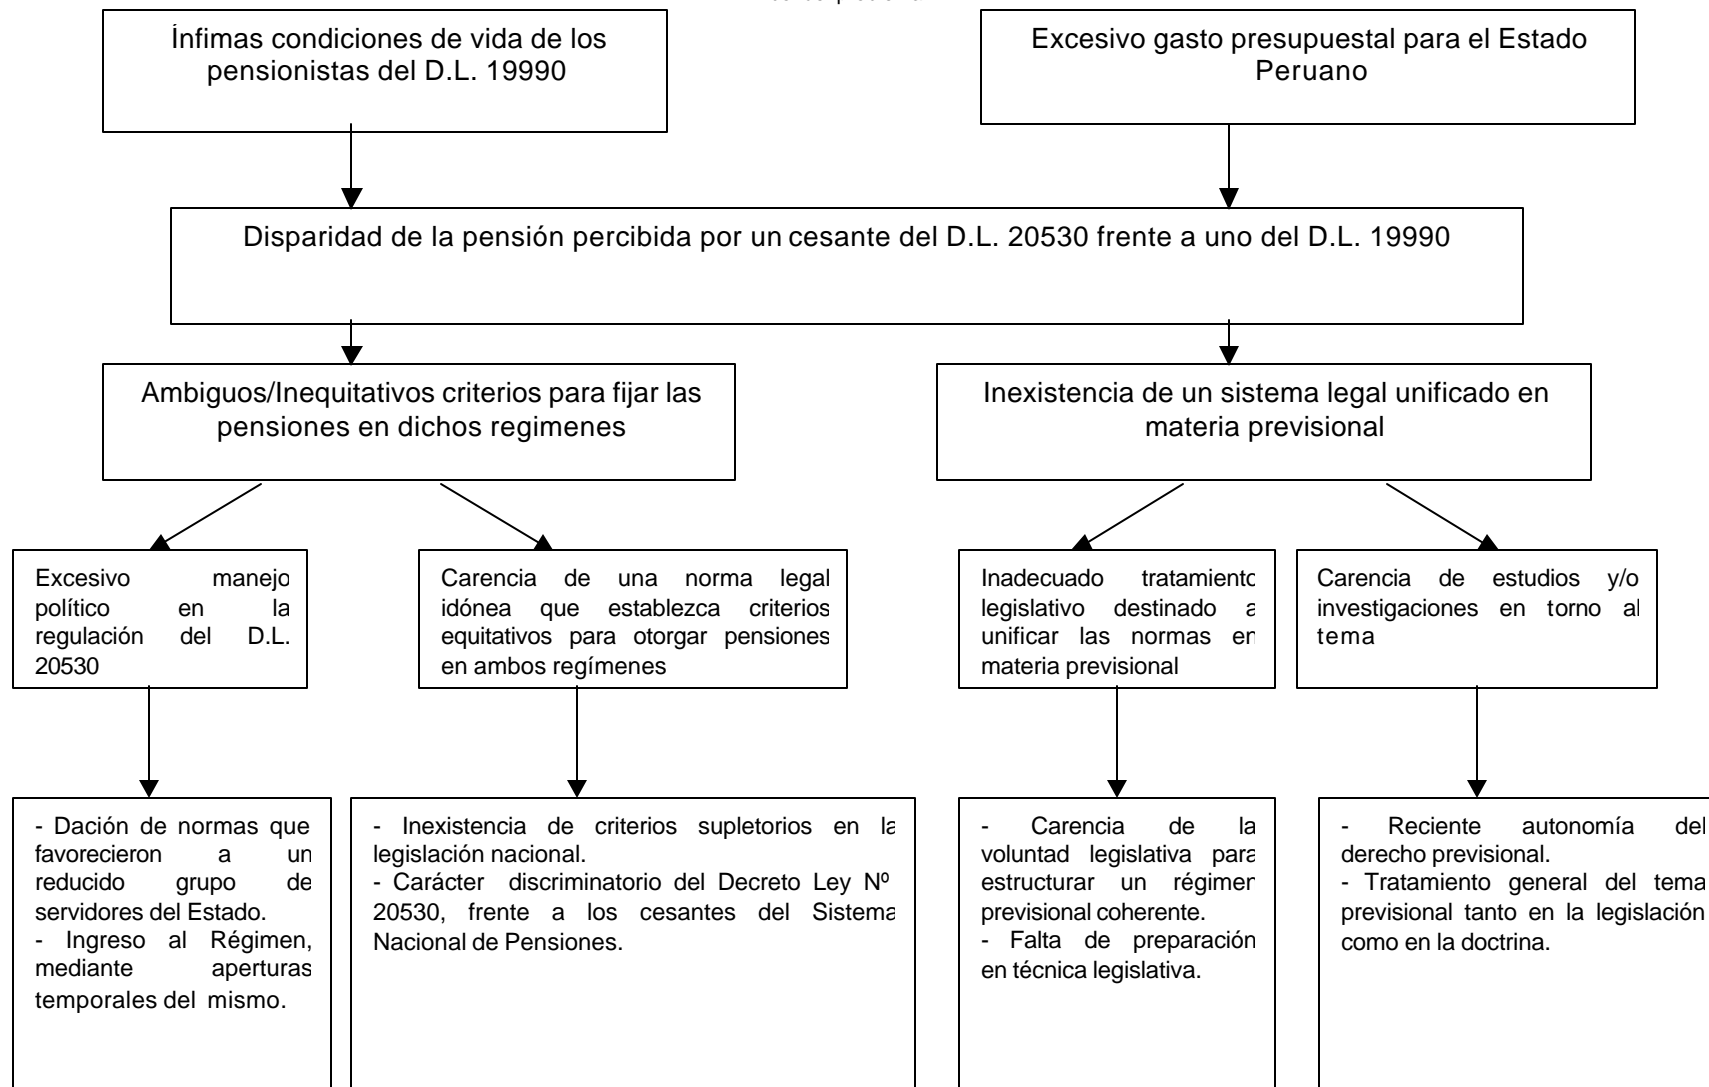 Ínfimas condiciones de vida de los
pensionistas del D.L. 19990
Excesivo gasto presupuestal para el Estado
Peruano
Disparidad de la pensión percibida por un cesante del D.L. 20530 frente a uno del D.L. 19990
Ambiguos/Inequitativos criterios para fijar las
pensiones en dichos regimenes
Inexistencia de un sistema legal unificado en
materia previsional
Excesivo manejo
político en la
regulación del D.L.
20530
Carencia de una norma legal
idónea que establezca criterios
equitativos para otorgar pensiones
en ambos regímenes
Inadecuado tratamiento
legislativo destinado a
unificar las normas en
materia previsional
Carencia de estudios y/o
investigaciones en torno al
tema
- Dación de normas que
favorecieron a un
reducido grupo de
servidores del Estado.
- Ingreso al Régimen,
mediante aperturas
temporales del mismo.
- Inexistencia de criterios supletorios en la
legislación nacional.
- Carácter discriminatorio del Decreto Ley Nº
20530, frente a los cesantes del Sistema
Nacional de Pensiones.
- Carencia de la
voluntad legislativa para
estructurar un régimen
previsional coherente.
- Falta de preparación
en técnica legislativa.
- Reciente autonomía del
derecho previsional.
- Tratamiento general del tema
previsional tanto en la legislación
como en la doctrina.